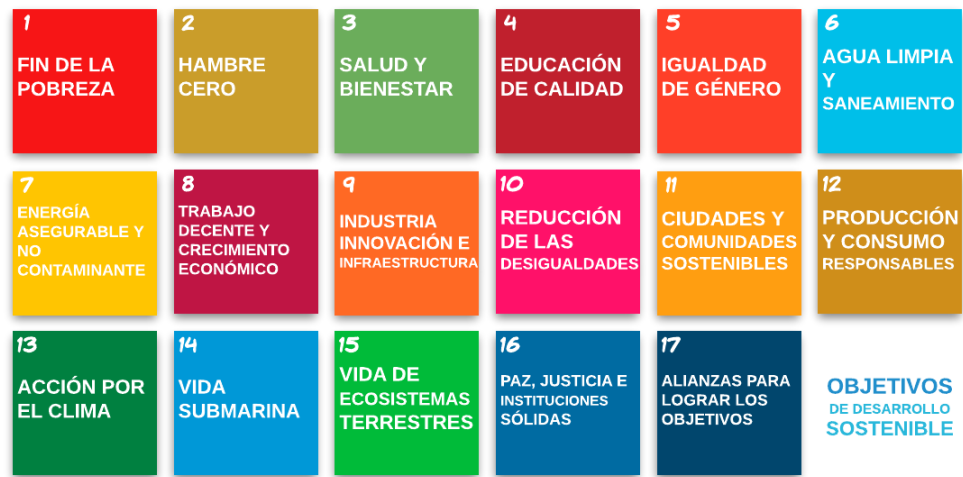 1
FIN DE LA
POBREZA
2
HAMBRE
CERO
3
SALUD Y
BIENESTAR
4
EDUCACIÓN
DE CALIDAD
5
IGUALDAD
DE GÉNERO
6
AGUA LIMPIA
Y
SANEAMIENTO
7
ENERGÍA
ASEGURABLE Y
NO
CONTAMINANTE
8
TRABAJO
DECENTE Y
CRECIMIENTO
ECONÓMICO
9
INDUSTRIA
INNOVACIÓN E
INFRAESTRUCTURA
10
REDUCCIÓN
DE LAS
DESIGUALDADES
11
CIUDADES Y
COMUNIDADES
SOSTENIBLES
12
PRODUCCIÓN
Y CONSUMO
RESPONSABLES
13
ACCIÓN POR
EL CLIMA
14
VIDA
SUBMARINA
15
VIDA DE
ECOSISTEMAS
TERRESTRES
16
PAZ, JUSTICIA E
INSTITUCIONES
SÓLIDAS
17
ALIANZAS PARA
LOGRAR LOS
OBJETIVOS
OBJETIVOS
DE DESARROLLO
SOSTENIBLE